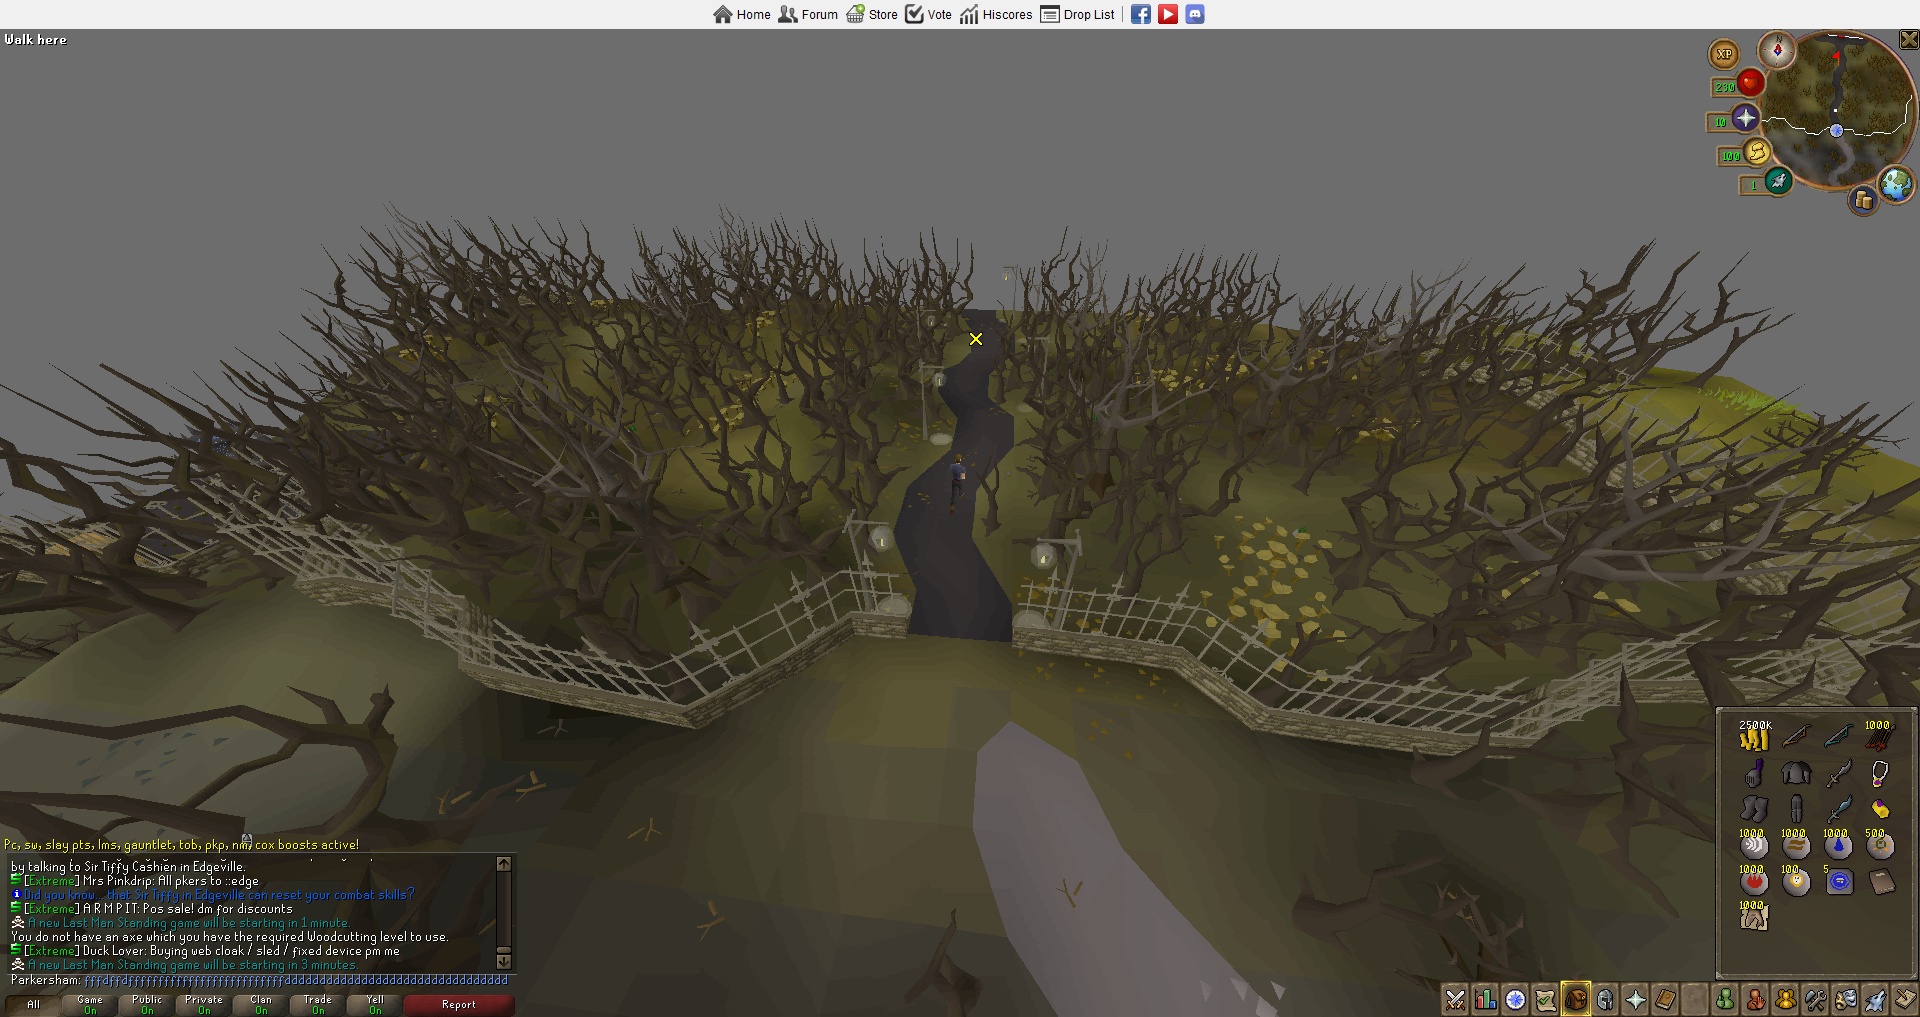 Home Forum Store Vote Hiscores Drop List
Walk here
N
XP
230
10
100
1
2500K
1000
1000 1000 1000 500
1000 100 5
1000
Pc, sw, slay pts, lms, gauntlet, tob, pkp, nm, cox boosts active!
by talking to Sir Tiffy Cashien in Edgeville.
[Extreme] Mrs Pinkdrip: All pkers to ::edge
Did you know... that Sir Tiffy in Edgeville can reset your combat skills?
[Extreme] A R M P I T: Pos sale! dm for discounts
A new Last Man Standing game will be starting in 1 minute.
You do not have an axe which you have the required Woodcutting level to use.
[Extreme] Duck Lover: Buying web cloak / sled / fixed device pm me
A new Last Man Standing game will be starting in 3 minutes.
Parkersham:
All Game Public Private Clan Trade Yell Report
On On On On On On